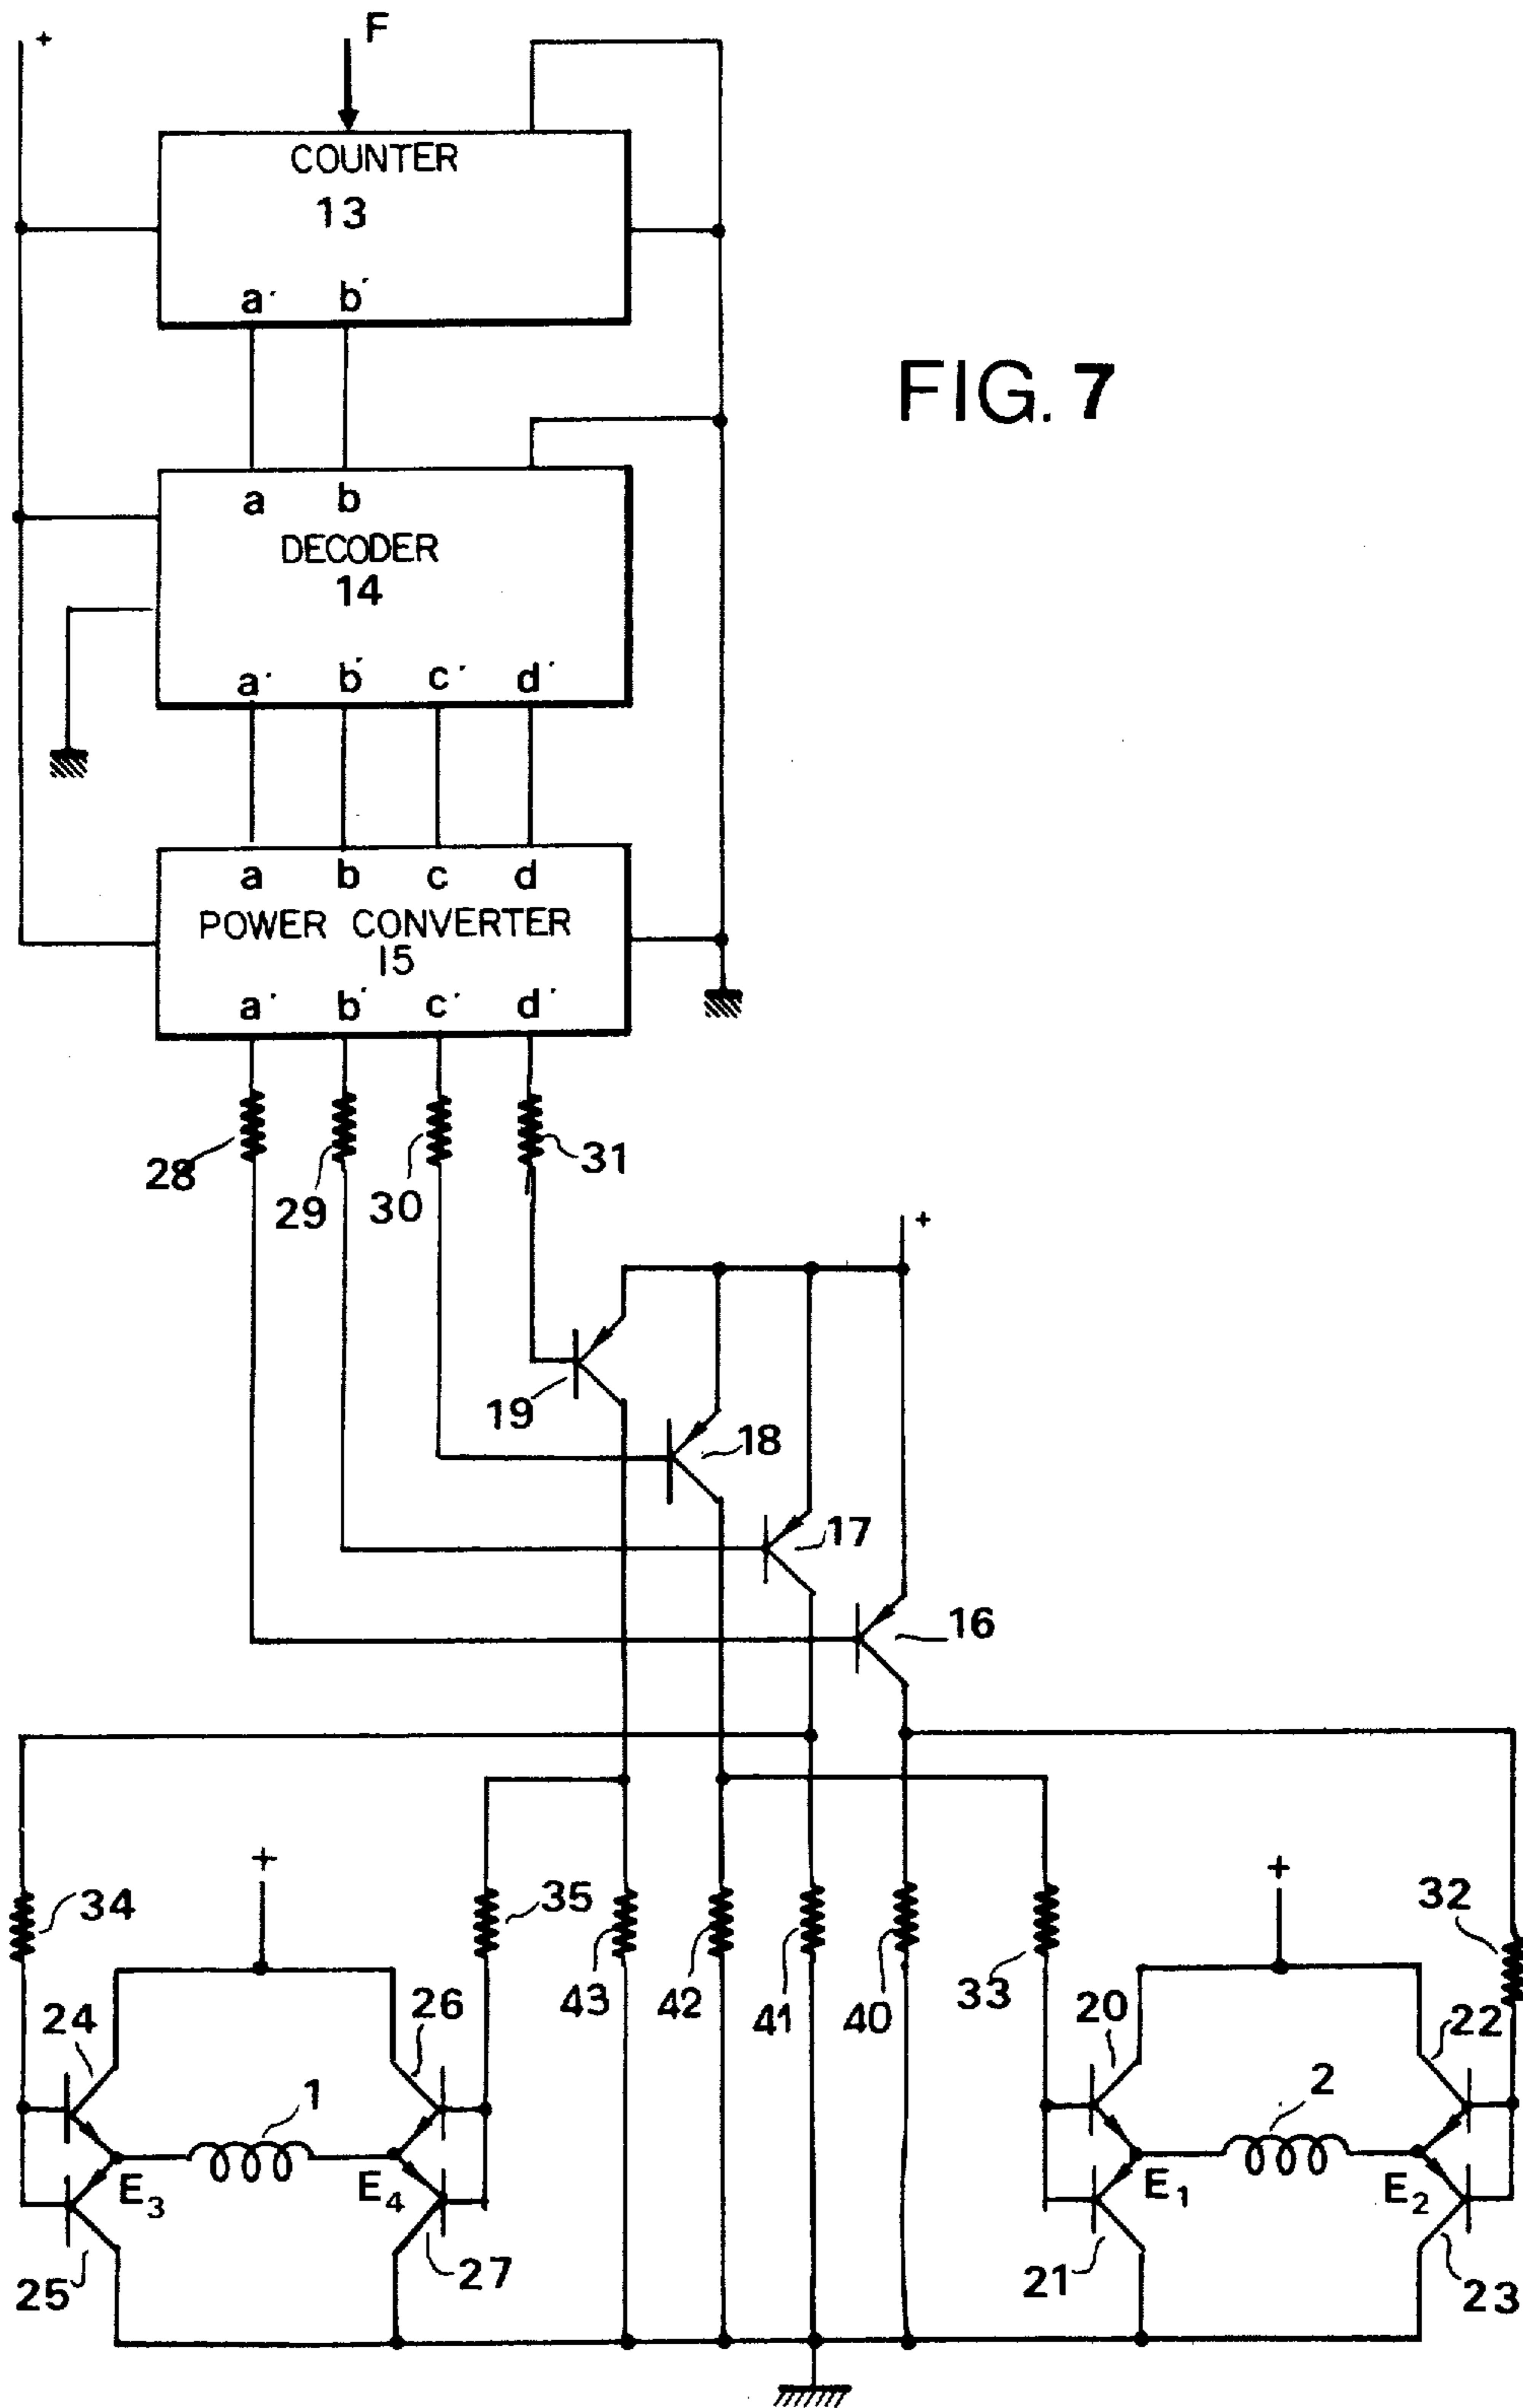 + F
COUNTER
13
a' b'
FIG. 7
a b
DECODER
14
a' b' c' d'
a b c d
POWER CONVERTER
15
a' b' c' d'
28 29 30 31
+
19
18
17
16
34 35 43 42 41 40 33 32
+ +
24 26 20 22
1 2
E3 E4 E1 E2
25 27 21 23